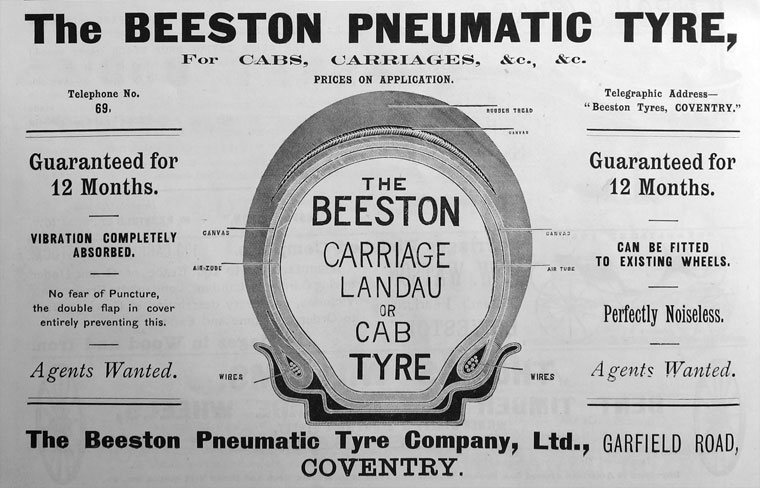 The BEESTON PNEUMATIC TYRE,
For CABS, CARRIAGES, &c., &c.
PRICES ON APPLICATION.
Telephone No.
69.
Guaranteed for
12 Months.
VIBRATION COMPLETELY
ABSORBED.
No fear of Puncture,
the double flap in cover
entirely preventing this.
Agents Wanted.
RUBBER TREAD
CANVAS
THE
BEESTON
CARRIAGE
LANDAU
OR
CAB
TYRE
CANVAS
AIR-TUBE
WIRES
CANVAS
AIR TUBE
WIRES
Telegraphic Address—
"Beeston Tyres, COVENTRY."
Guaranteed for
12 Months.
CAN BE FITTED
TO EXISTING WHEELS.
Perfectly Noiseless.
Agents Wanted.
The Beeston Pneumatic Tyre Company, Ltd., GARFIELD ROAD,
COVENTRY.